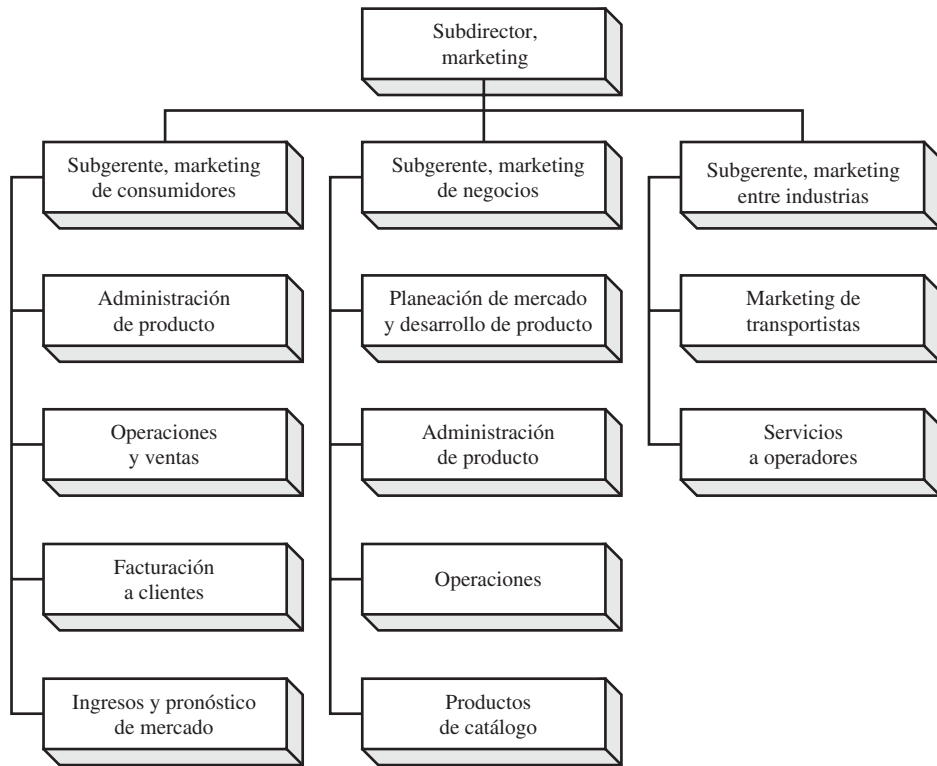 Subdirector,
marketing
Subgerente, marketing
de consumidores
Administración
de producto
Operaciones
y ventas
Facturación
a clientes
Ingresos y pronóstico
de mercado
Subgerente, marketing
de negocios
Planeación de mercado
y desarrollo de producto
Administración
de producto
Operaciones
Productos
de catálogo
Subgerente, marketing
entre industrias
Marketing de
transportistas
Servicios
a operadores